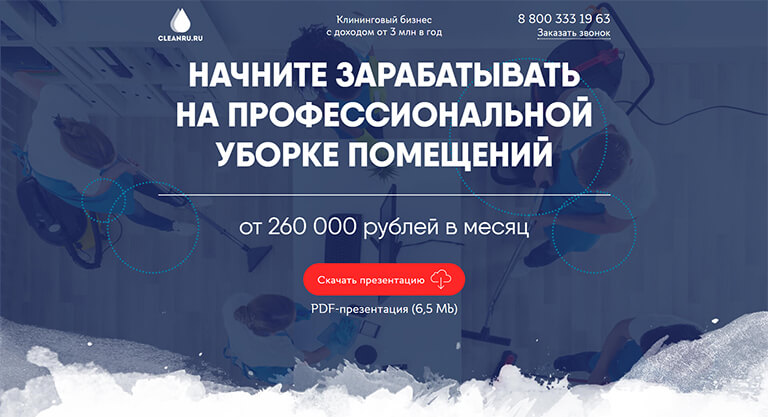 CLEANRU.RU
Клининговый бизнес
с доходом от 3 млн в год
8 800 333 19 63
Заказать звонок
НАЧНИТЕ ЗАРАБАТЫВАТЬ
НА ПРОФЕССИОНАЛЬНОЙ
УБОРКЕ ПОМЕЩЕНИЙ
от 260 000 рублей в месяц
Скачать презентацию
PDF-презентация (6,5 Mb)